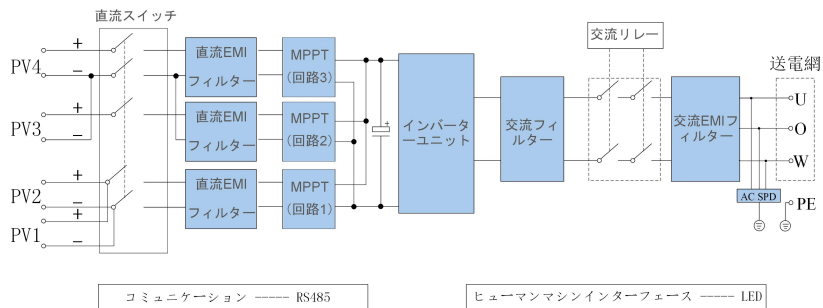 直流スイッチ
PV4
+
−
PV3
+
−
PV2
+
−
+
PV1
−
直流EMI
フィルター
直流EMI
フィルター
直流EMI
フィルター
MPPT
(回路3)
MPPT
(回路2)
MPPT
(回路1)
+
インバータ
ーユニット
交流フィ
ルター
交流リレー
交流EMIフ
ィルター
送電網
U
O
W
AC SPD
PE
コミュニケーション ----- RS485
ヒューマンマシンインターフェース ----- LED